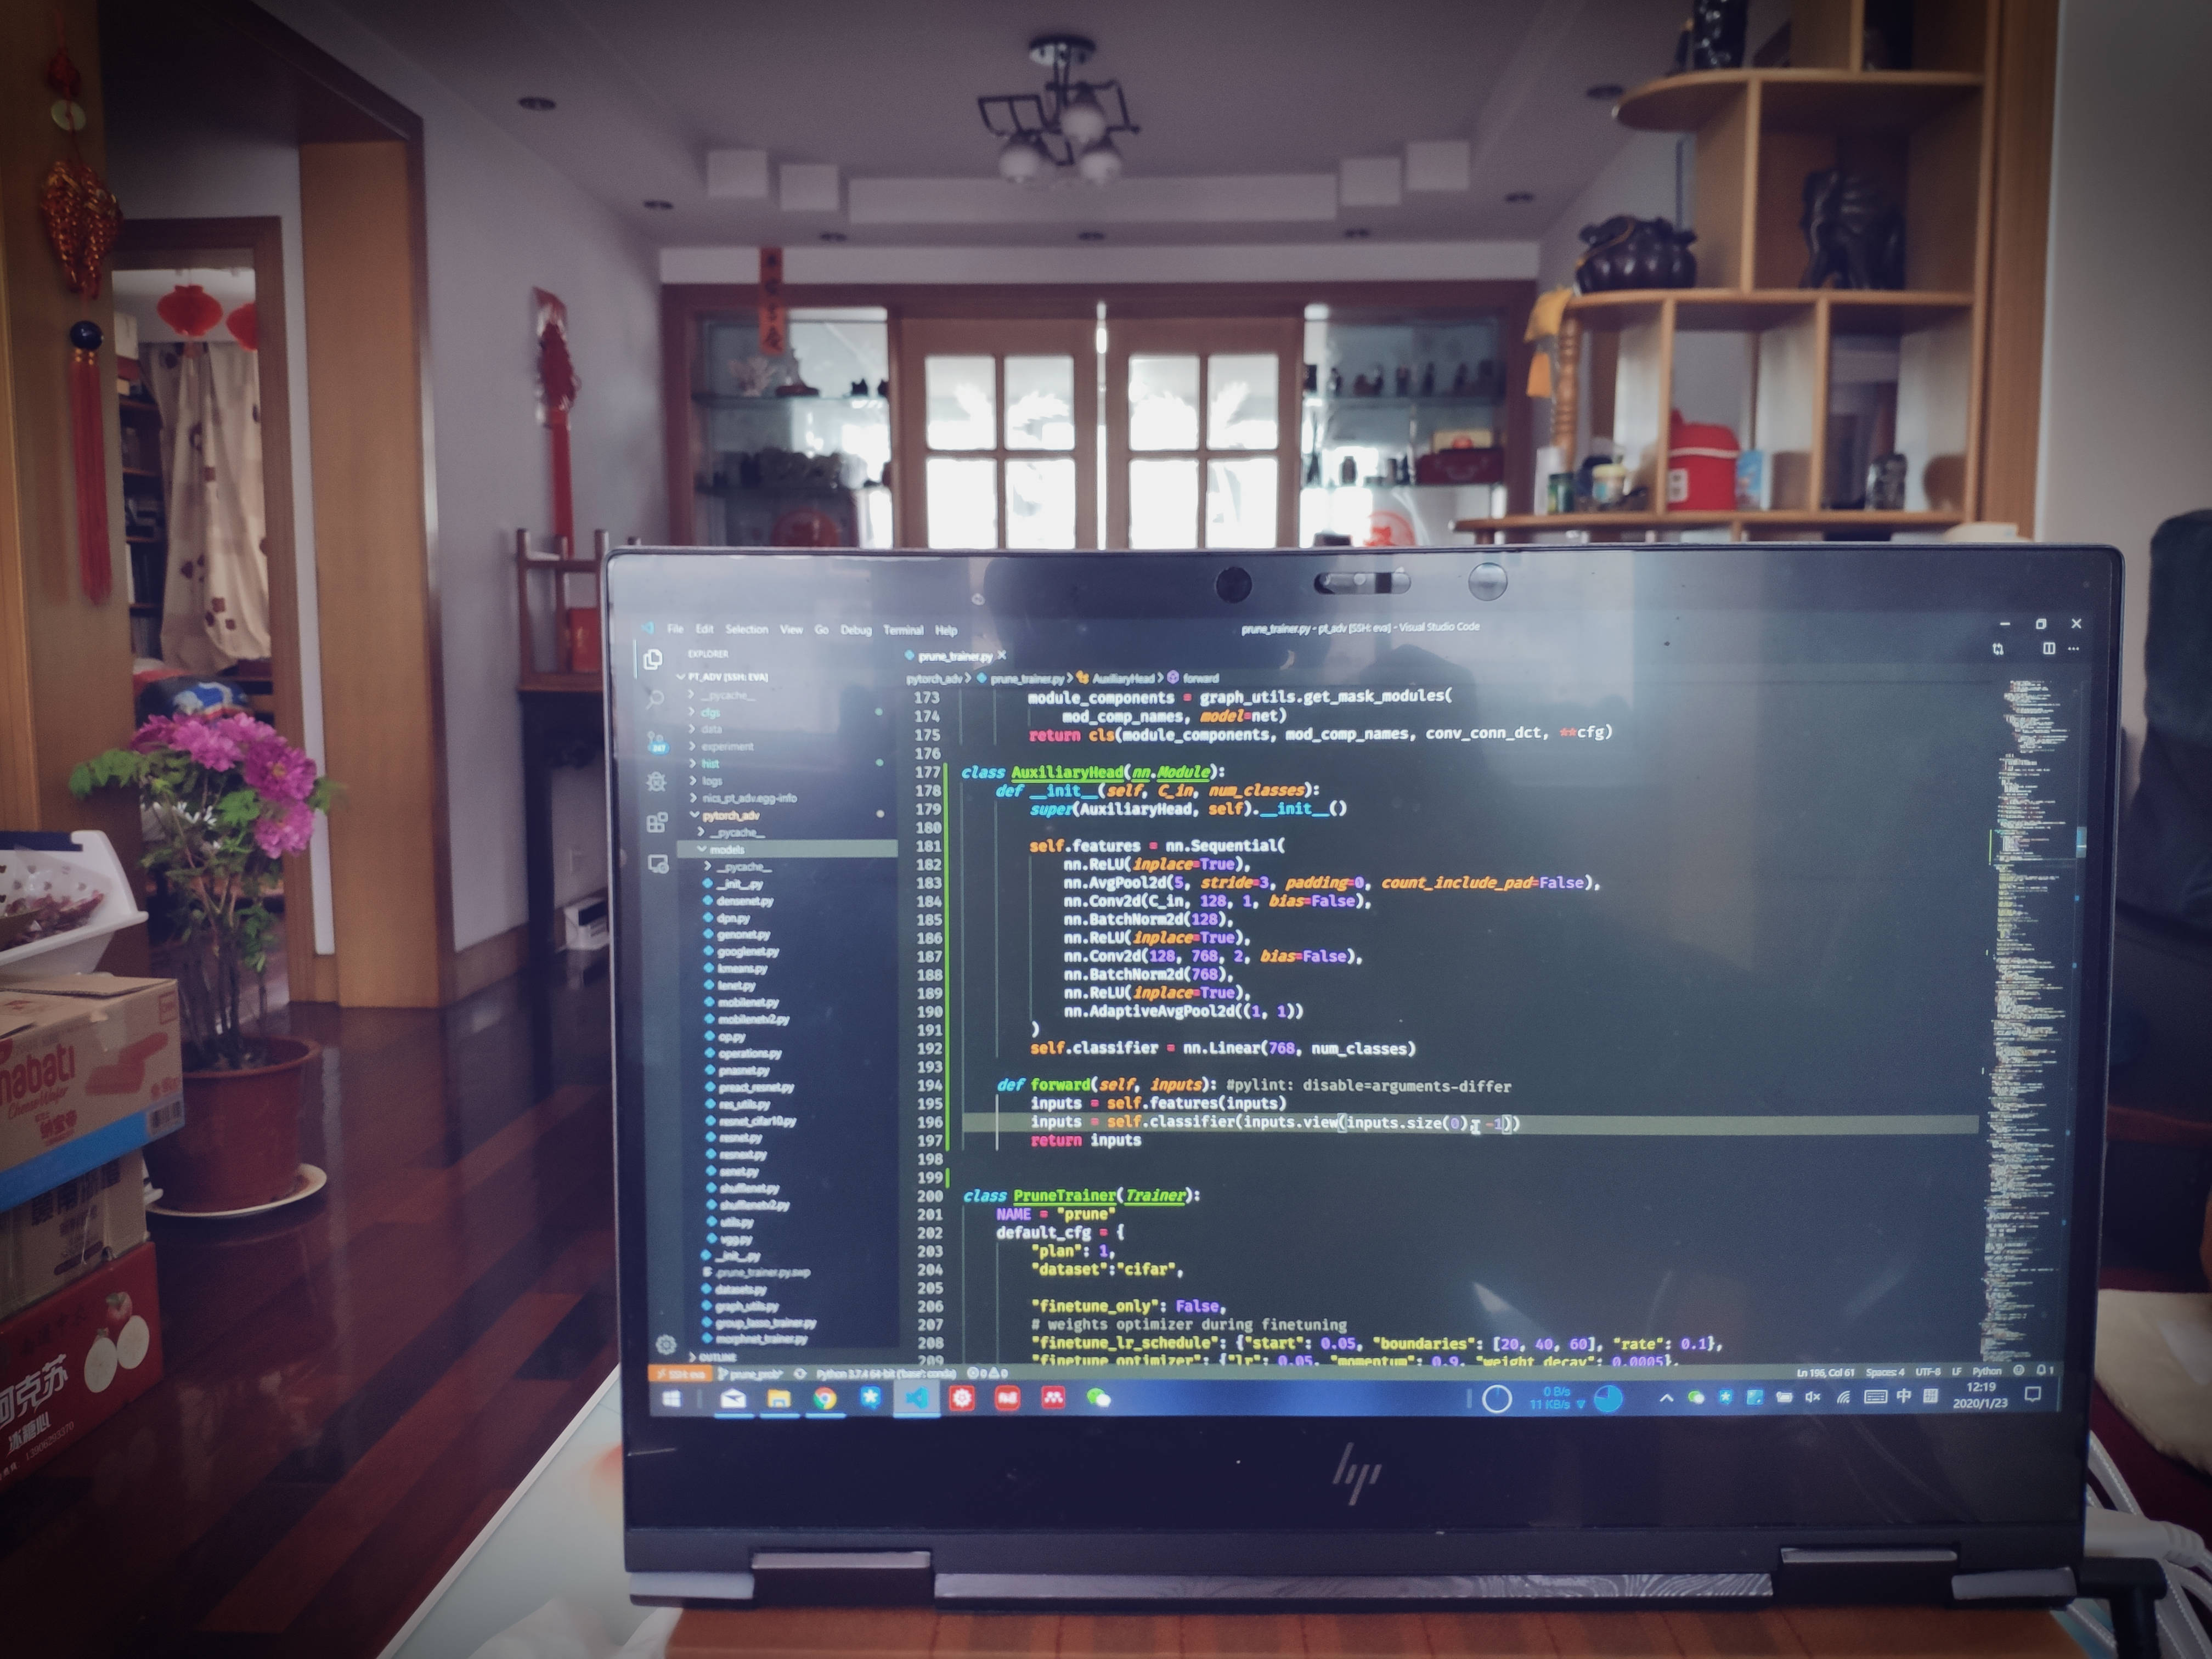 File Edit Selection View Go Debug Terminal Help
prune_trainer.py - pt_adv [SSH: eva] - Visual Studio Code
EXPLORER
PT_ADV [SSH: EVA]
__pycache__
cfgs
data
experiment
hist
logs
nics_pt_adv.egg-info
pytorch_adv
__pycache__
models
__pycache__
__init__.py
densenet.py
dpn.py
genonet.py
googlenet.py
kmeans.py
lenet.py
mobilenet.py
mobilenetv2.py
op.py
operations.py
pnasnet.py
preact_resnet.py
res_utils.py
resnet_cifar10.py
resnet.py
resnext.py
senet.py
shufflenet.py
shufflenetv2.py
utils.py
vgg.py
__init__.py
.prune_trainer.py.swp
datasets.py
graph_utils.py
group_lasso_trainer.py
morphnet_trainer.py
OUTLINE
prune_trainer.py
pytorch_adv > prune_trainer.py > AuxiliaryHead > forward
173 module_components = graph_utils.get_mask_modules(
174 mod_comp_names, model=net)
175 return cls(module_components, mod_comp_names, conv_conn_dct, **cfg)
176
177 class AuxiliaryHead(nn.Module):
178 def __init__(self, C_in, num_classes):
179 super(AuxiliaryHead, self).__init__()
180
181 self.features = nn.Sequential(
182 nn.ReLU(inplace=True),
183 nn.AvgPool2d(5, stride=3, padding=0, count_include_pad=False),
184 nn.Conv2d(C_in, 128, 1, bias=False),
185 nn.BatchNorm2d(128),
186 nn.ReLU(inplace=True),
187 nn.Conv2d(128, 768, 2, bias=False),
188 nn.BatchNorm2d(768),
189 nn.ReLU(inplace=True),
190 nn.AdaptiveAvgPool2d((1, 1))
191 )
192 self.classifier = nn.Linear(768, num_classes)
193
194 def forward(self, inputs): #pylint: disable=arguments-differ
195 inputs = self.features(inputs)
196 inputs = self.classifier(inputs.view(inputs.size(0), -1))
197 return inputs
198
199
200 class PruneTrainer(Trainer):
201 NAME = "prune"
202 default_cfg = {
203 "plan": 1,
204 "dataset":"cifar",
205
206 "finetune_only": False,
207 # weights optimizer during finetuning
208 "finetune_lr_schedule": {"start": 0.05, "boundaries": [20, 40, 60], "rate": 0.1},
209 "finetune_optimizer": {"lr": 0.05, "momentum": 0.9, "weight_decay": 0.0005},
SSH: eva prune_prob* Python 3.7.4 64-bit ('base': conda) 0 0
Ln 196, Col 61 Spaces: 4 UTF-8 LF Python 1
0 B/s
11 KB/s
中
12:19
2020/1/23
hp
nabati
阿克苏
冰糖心
13906293370